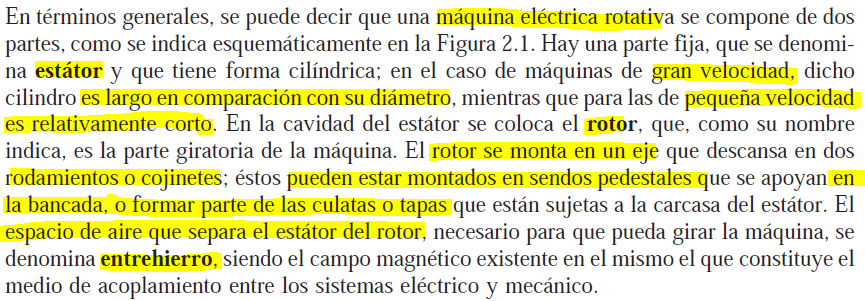 En términos generales, se puede decir que una máquina eléctrica rotativa se compone de dos
partes, como se indica esquemáticamente en la Figura 2.1. Hay una parte fija, que se denomi-
na estátor y que tiene forma cilíndrica; en el caso de máquinas de gran velocidad, dicho
cilindro es largo en comparación con su diámetro, mientras que para las de pequeña velocidad
es relativamente corto. En la cavidad del estátor se coloca el rotor, que, como su nombre
indica, es la parte giratoria de la máquina. El rotor se monta en un eje que descansa en dos
rodamientos o cojinetes; éstos pueden estar montados en sendos pedestales que se apoyan en
la bancada, o formar parte de las culatas o tapas que están sujetas a la carcasa del estátor. El
espacio de aire que separa el estátor del rotor, necesario para que pueda girar la máquina, se
denomina entrehierro, siendo el campo magnético existente en el mismo el que constituye el
medio de acoplamiento entre los sistemas eléctrico y mecánico.